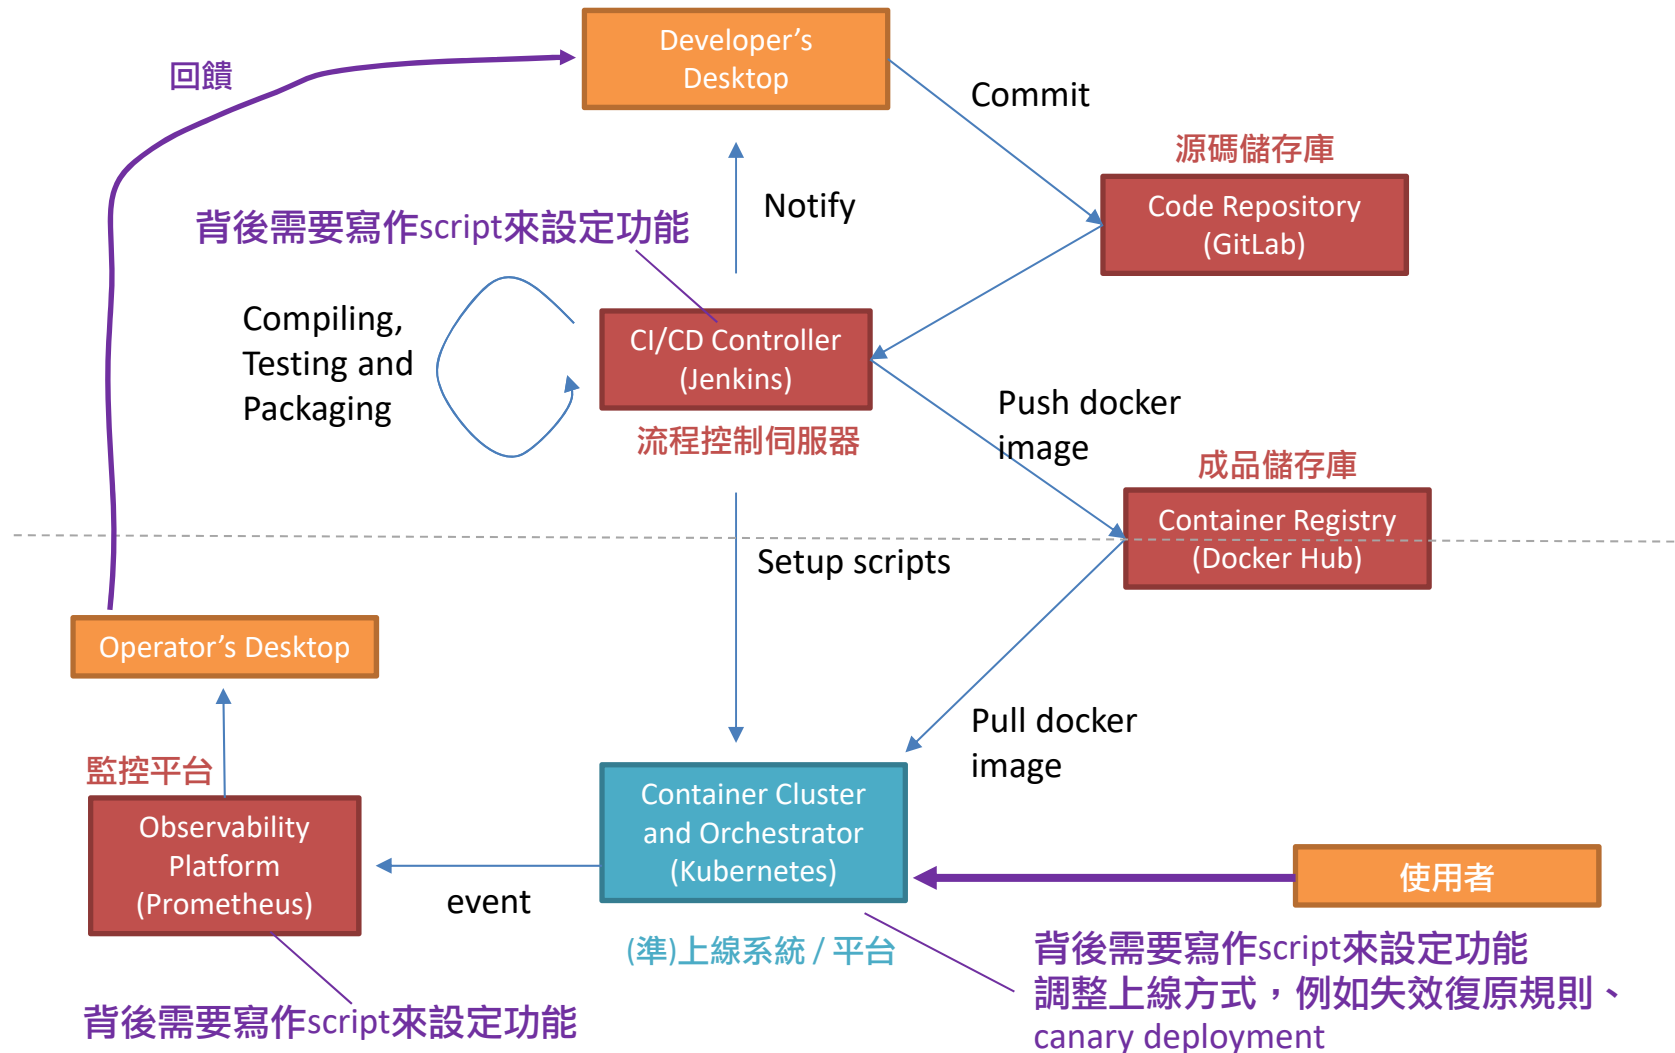 Developer’s
Desktop
回饋
Commit
源碼儲存庫
Code Repository
(GitLab)
Notify
背後需要寫作script來設定功能
Compiling,
Testing and
Packaging
CI/CD Controller
(Jenkins)
流程控制伺服器
Push docker
image
成品儲存庫
Container Registry
(Docker Hub)
Setup scripts
Operator’s Desktop
Pull docker
image
監控平台
Observability
Platform
(Prometheus)
event
Container Cluster
and Orchestrator
(Kubernetes)
使用者
(準)上線系統 / 平台
背後需要寫作script來設定功能
調整上線方式，例如失效復原規則、
canary deployment
背後需要寫作script來設定功能